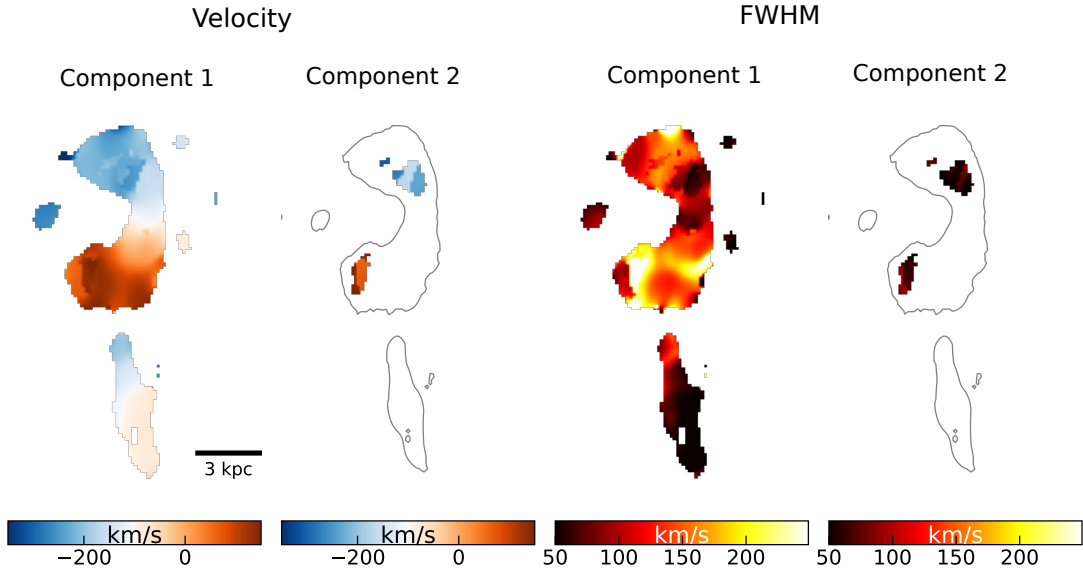 Velocity
FWHM
Component 1
Component 2
Component 1
Component 2
3 kpc
km/s
km/s
km/s
km/s
−200 0
−200 0
50 100 150 200
50 100 150 200